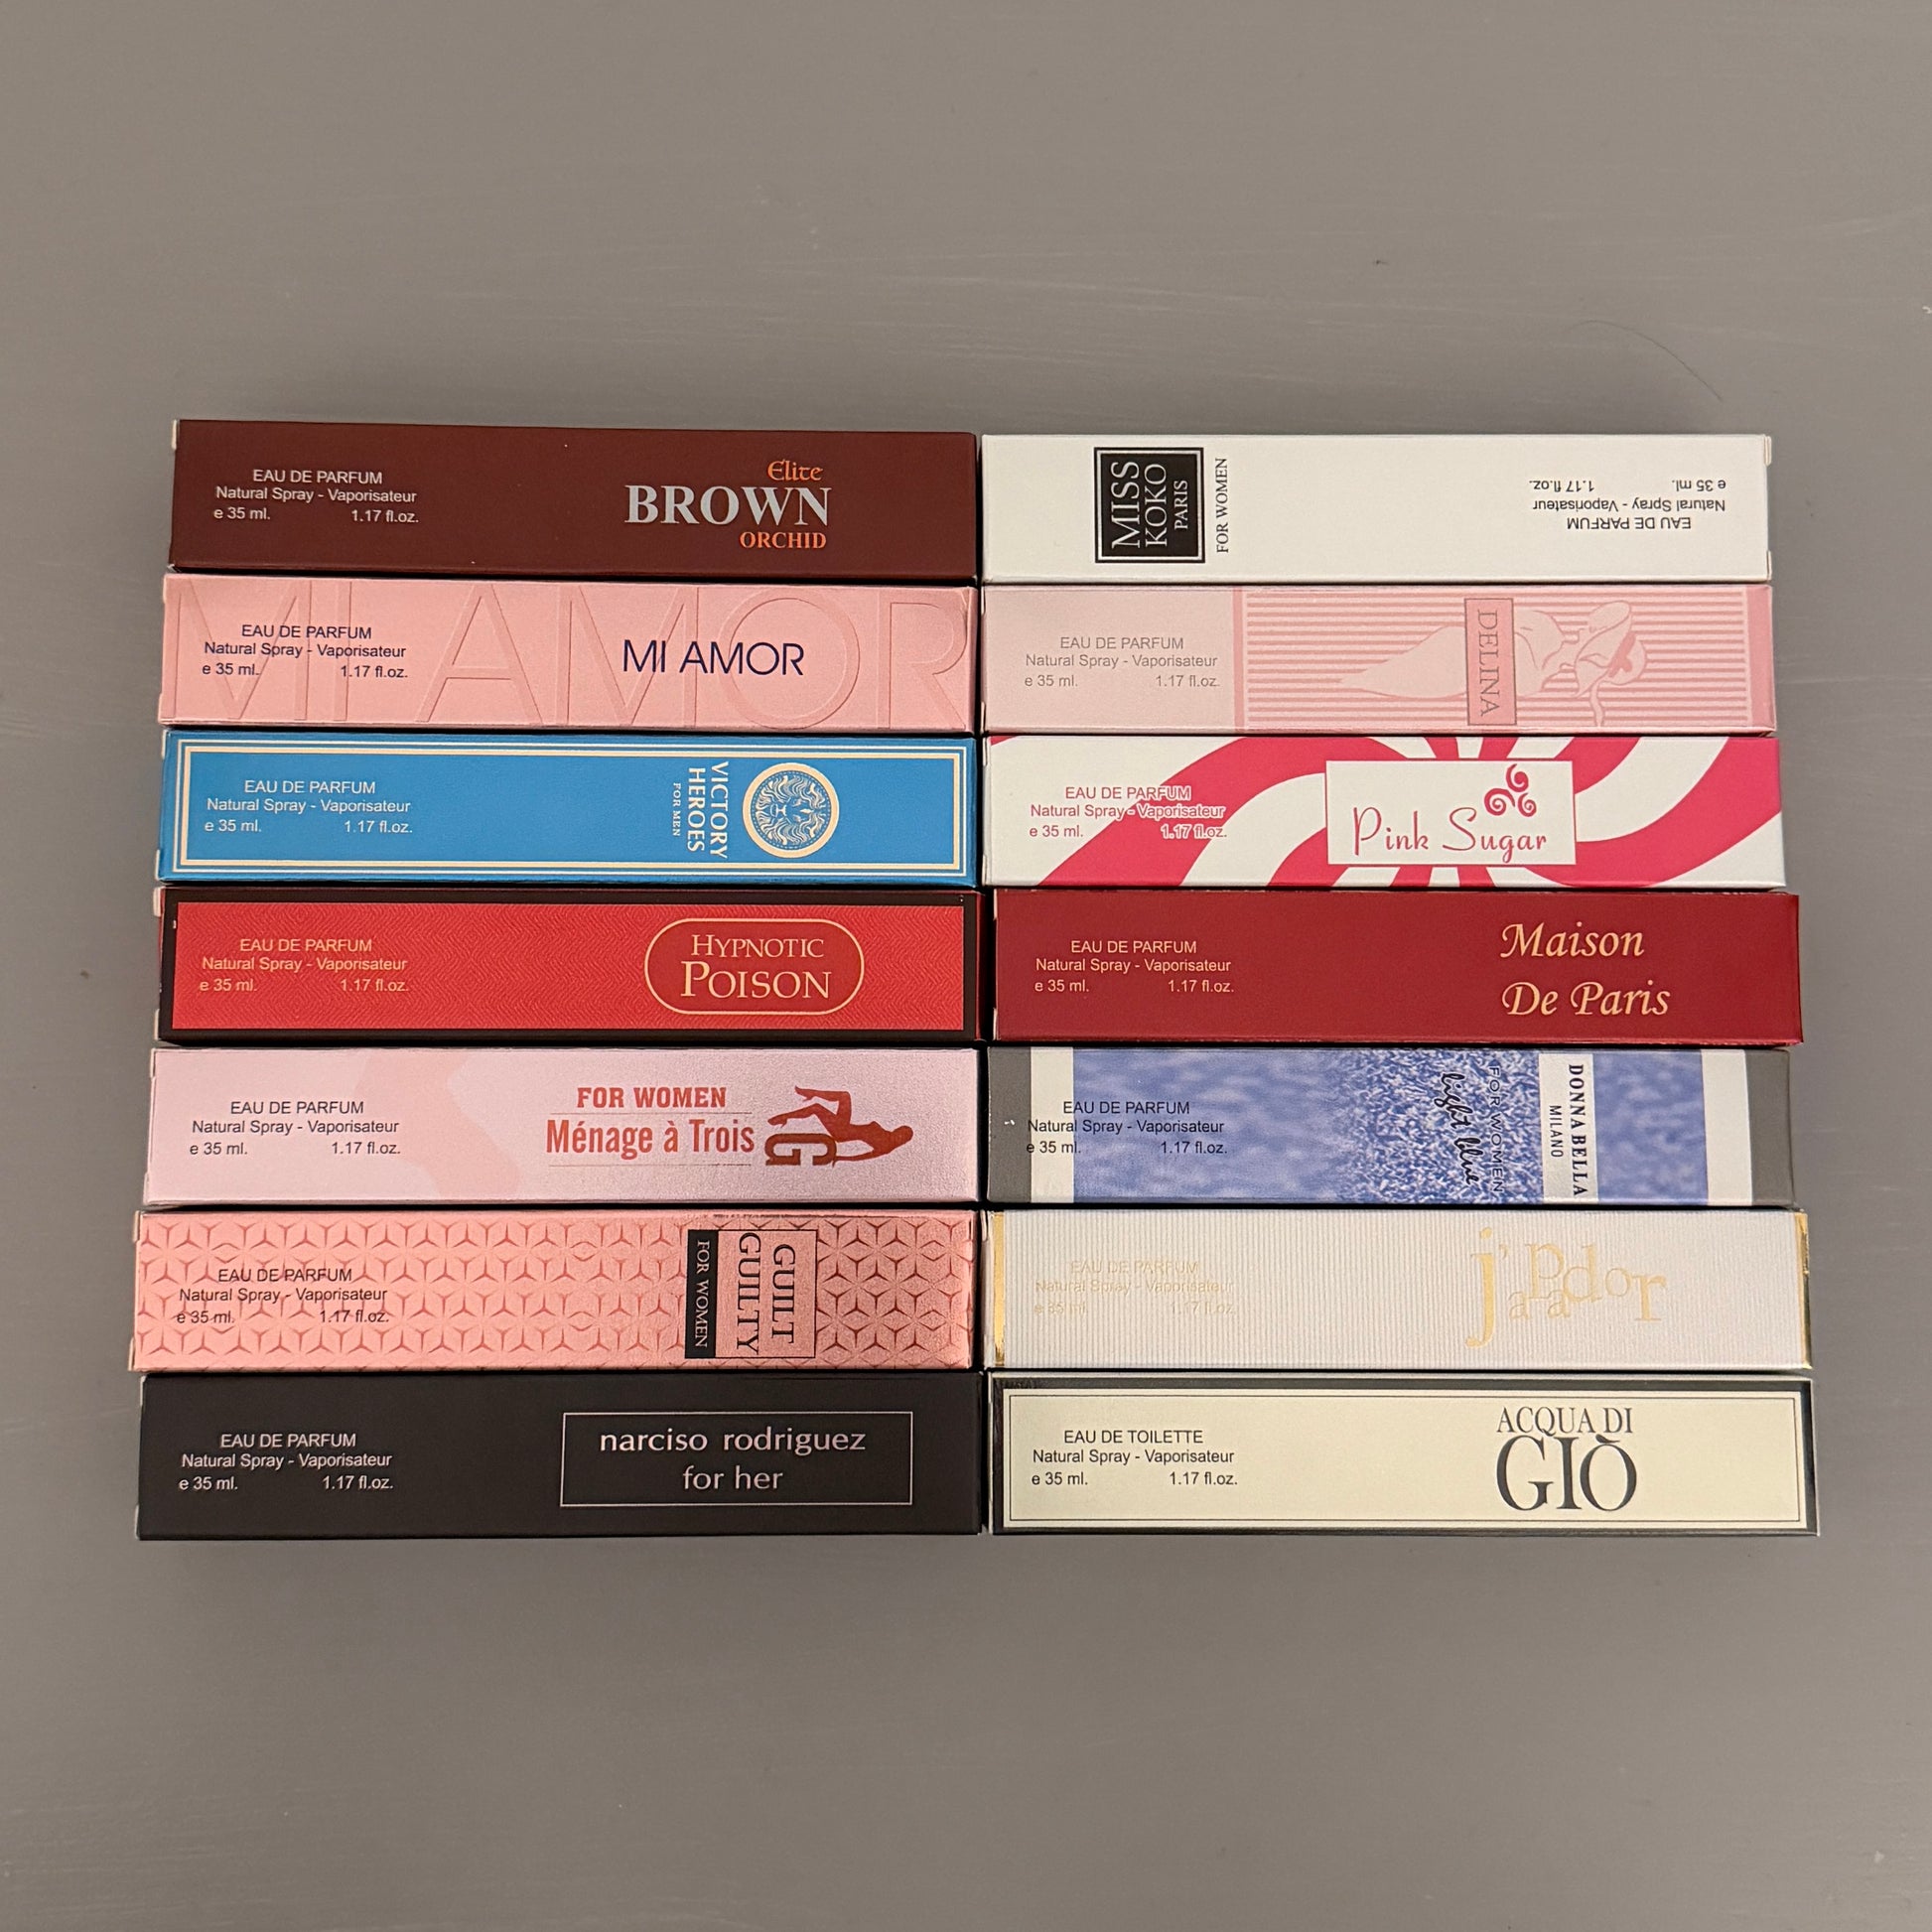 EAU DE PARFUM
Natural Spray - Vaporisateur
e 35 ml. 1.17 fl.oz.
Elite
BROWN
ORCHID
MI AMOR
EAU DE PARFUM
Natural Spray - Vaporisateur
e 35 ml. 1.17 fl.oz.
MI AMOR
EAU DE PARFUM
Natural Spray - Vaporisateur
e 35 ml. 1.17 fl.oz.
VICTORY
HEROES
FOR MEN
EAU DE PARFUM
Natural Spray - Vaporisateur
e 35 ml. 1.17 fl.oz.
HYPNOTIC
POISON
EAU DE PARFUM
Natural Spray - Vaporisateur
e 35 ml. 1.17 fl.oz.
FOR WOMEN
Ménage à Trois
G
EAU DE PARFUM
Natural Spray - Vaporisateur
e 35 ml. 1.17 fl.oz.
GUILT
GUILTY
FOR WOMEN
EAU DE PARFUM
Natural Spray - Vaporisateur
e 35 ml. 1.17 fl.oz.
narciso rodriguez
for her
MISS
KOKO
PARIS
FOR WOMEN
EAU DE PARFUM
Natural Spray - Vaporisateur
e 35 ml. 1.17 fl.oz.
EAU DE PARFUM
Natural Spray - Vaporisateur
e 35 ml. 1.17 fl.oz.
DELINA
EAU DE PARFUM
Natural Spray - Vaporisateur
e 35 ml. 1.17 fl.oz.
Pink Sugar
EAU DE PARFUM
Natural Spray - Vaporisateur
e 35 ml. 1.17 fl.oz.
Maison
De Paris
EAU DE PARFUM
Natural Spray - Vaporisateur
e 35 ml. 1.17 fl.oz.
DONNABELLA
MILANO
FOR WOMEN
light blue
EAU DE PARFUM
Natural Spray - Vaporisateur
e 35 ml. 1.17 fl.oz.
j'aPador
EAU DE TOILETTE
Natural Spray - Vaporisateur
e 35 ml. 1.17 fl.oz.
ACQUA DI
GIÒ